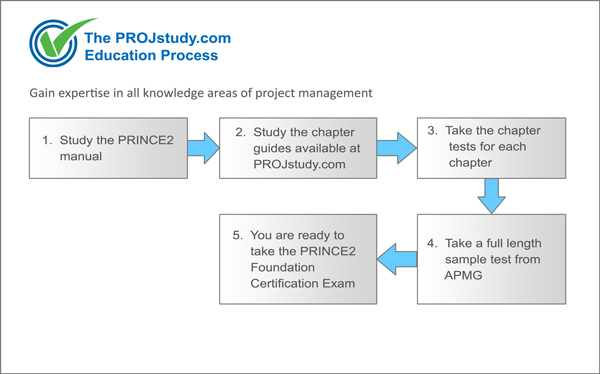 The PROJstudy.com
Education Process
Gain expertise in all knowledge areas of project management
1. Study the PRINCE2
manual
2. Study the chapter
guides available at
PROJstudy.com
3. Take the chapter
tests for each
chapter
4. Take a full length
sample test from
APMG
5. You are ready to
take the PRINCE2
Foundation
Certification Exam